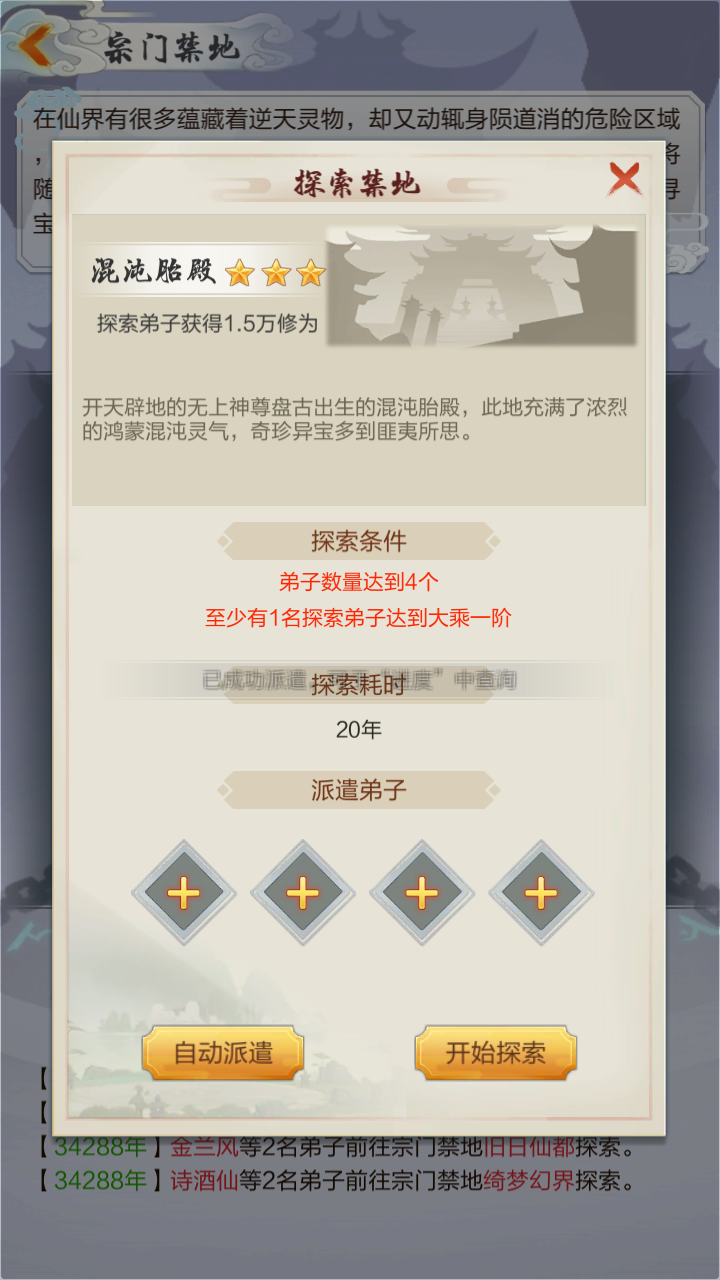 宗门禁地
在仙界有很多蕴藏着逆天灵物，却又动辄身陨道消的危险区域
，
将
随
寻
宝
探索禁地
混沌胎殿
探索弟子获得1.5万修为
开天辟地的无上神尊盘古出生的混沌胎殿，此地充满了浓烈
的鸿蒙混沌灵气，奇珍异宝多到匪夷所思。
探索条件
弟子数量达到4个
至少有1名探索弟子达到大乘一阶
已成功派遣
度”中查询
探索耗时
20年
派遣弟子
自动派遣
开始探索
【
【
【34288年】金兰风等2名弟子前往宗门禁地旧日仙都探索。
【34288年】诗酒仙等2名弟子前往宗门禁地绮梦幻界探索。